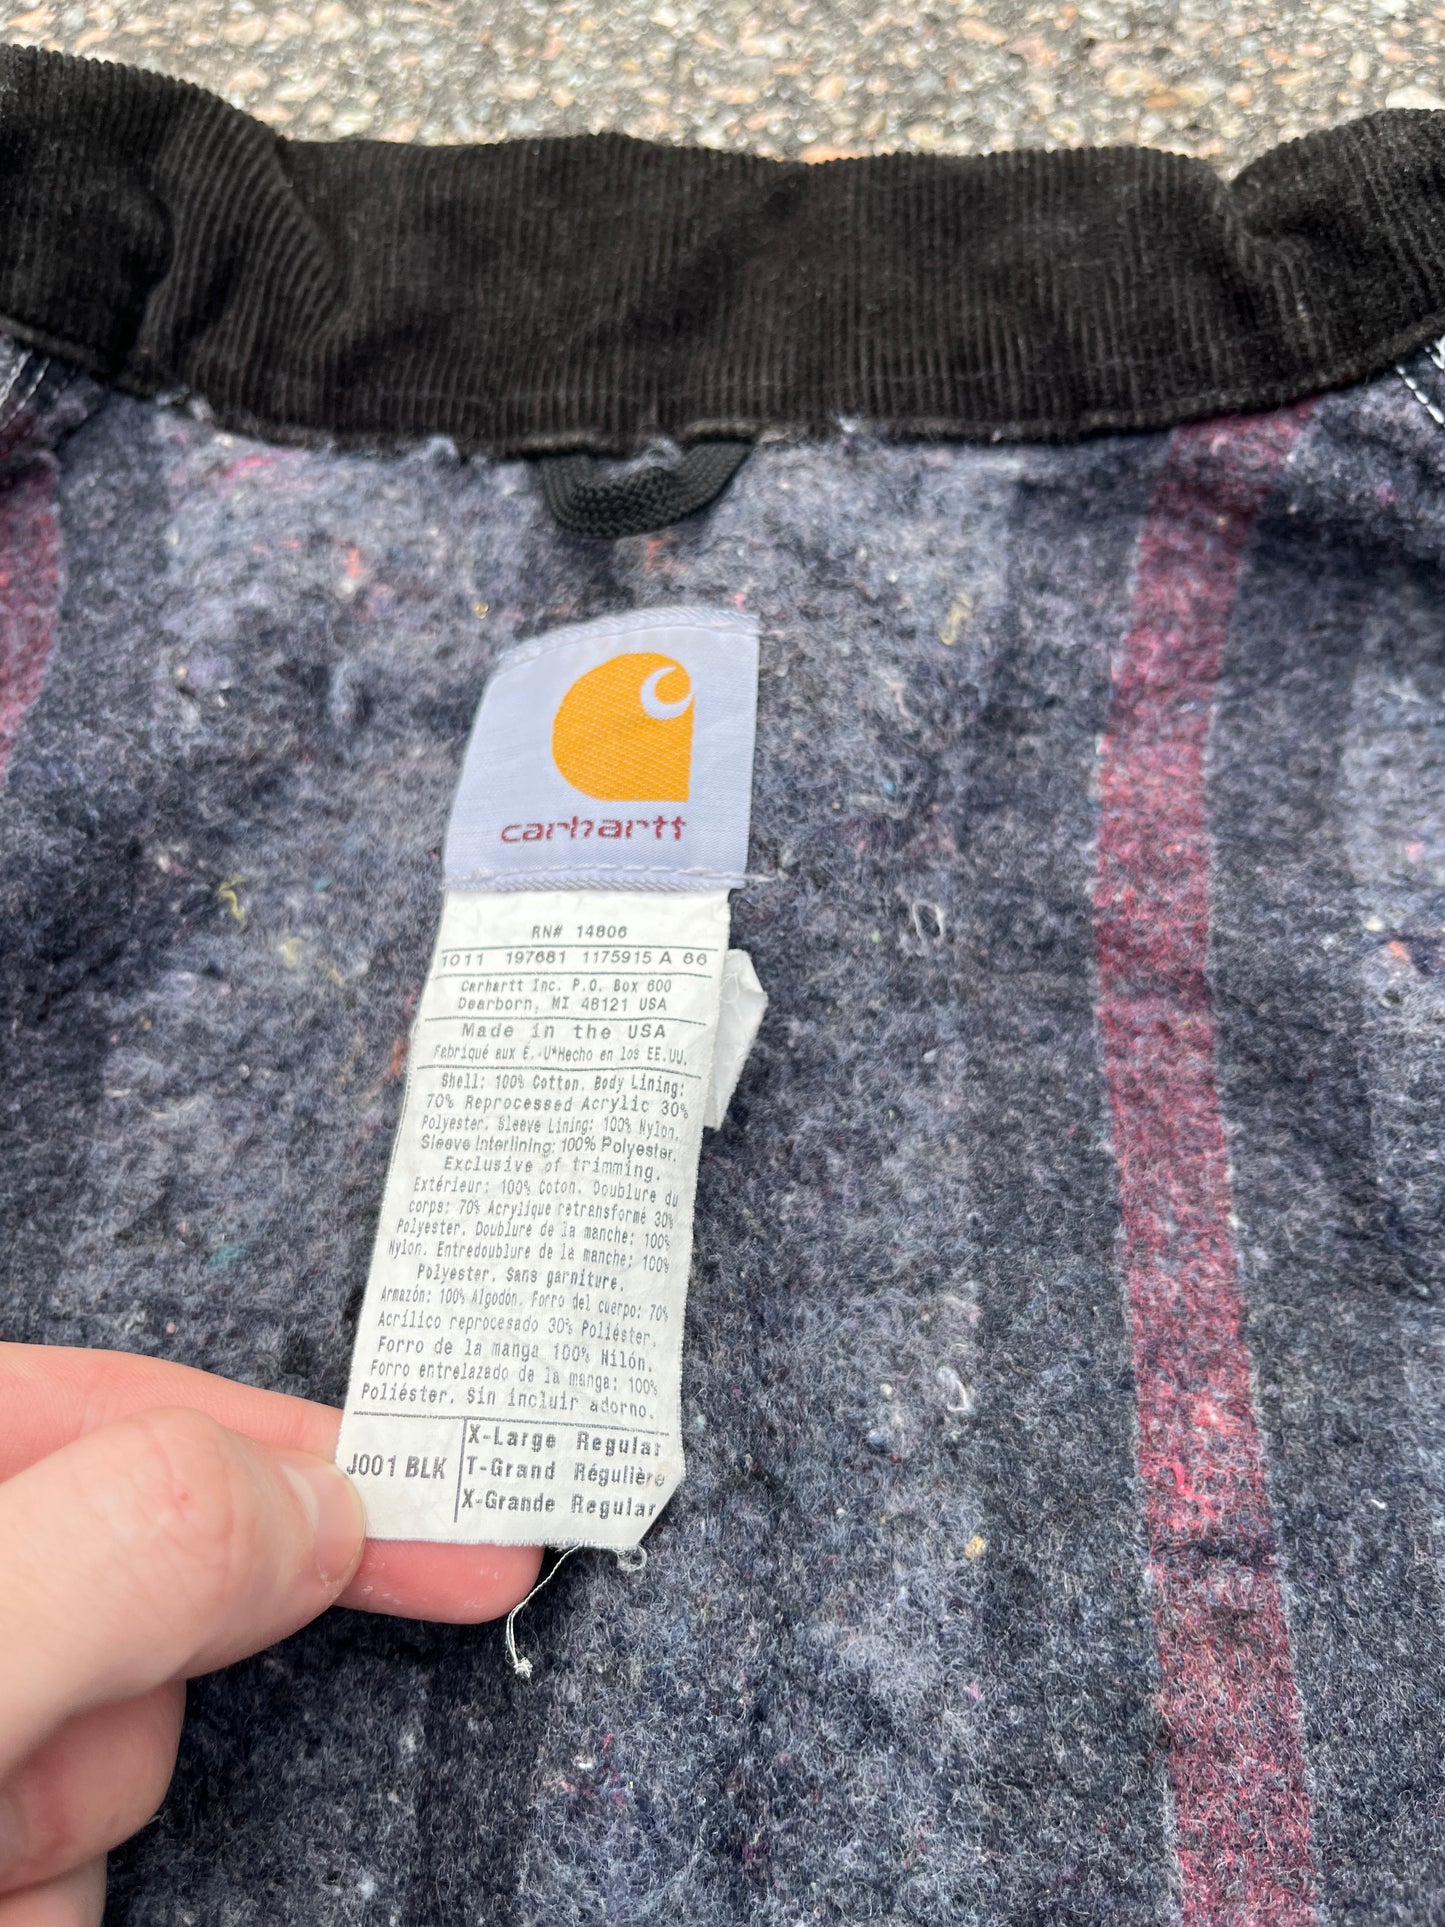 carhartt
RN# 14806
1011 197681 1175915 A 66
Carhartt Inc. P.O. Box 600
Dearborn, MI 48121 USA
Made in the USA
Fabriqué aux É.-U*Hecho en los EE.UU.
Shell: 100% Cotton. Body Lining:
70% Reprocessed Acrylic 30%
Polyester. Sleeve Lining: 100% Nylon.
Sleeve Interlining: 100% Polyester.
Exclusive of trimming.
Extérieur: 100% Coton. Doublure du
corps: 70% Acrylique retransformé 30%
Polyester. Doublure de la manche: 100%
Nylon. Entredoublure de la manche: 100%
Polyester. Sans garniture.
Armazón: 100% Algodón. Forro del cuerpo: 70%
Acrílico reprocesado 30% Poliéster.
Forro de la manga 100% Nilón.
Forro entrelazado de la manga: 100%
Poliéster. Sin incluir adorno.
J001 BLK
X-Large Regular
T-Grand Régulière
X-Grande Regular